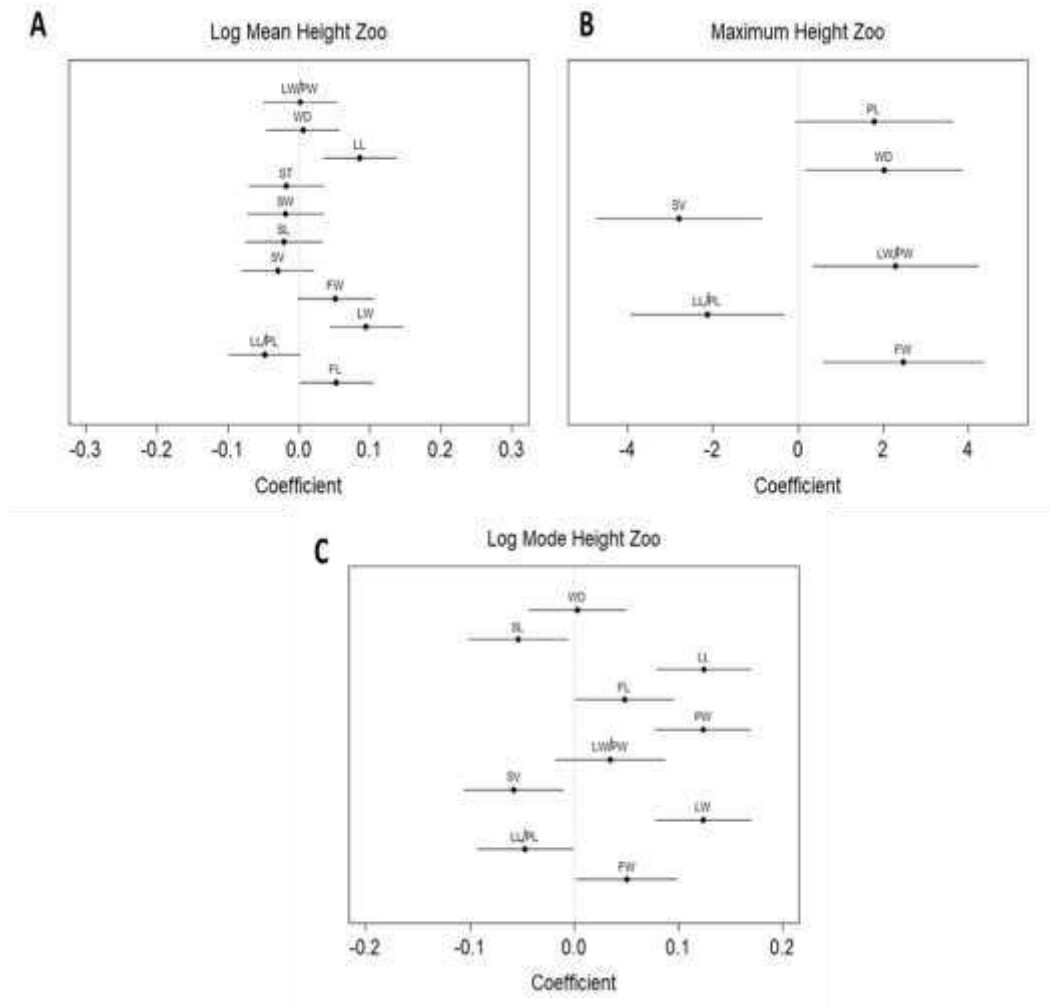 A
Log Mean Height Zoo
LW/PW
WD
LL
ST
SW
SL
SV
FW
LW
LL/PL
FL
-0.3 -0.2 -0.1 0.0 0.1 0.2 0.3
Coefficient
B
Maximum Height Zoo
PL
WD
SV
LW/PW
LL/PL
FW
-4 -2 0 2 4
Coefficient
C
Log Mode Height Zoo
WD
SL
LL
FL
PW
LW/PW
SV
LW
LL/PL
FW
-0.2 -0.1 0.0 0.1 0.2
Coefficient